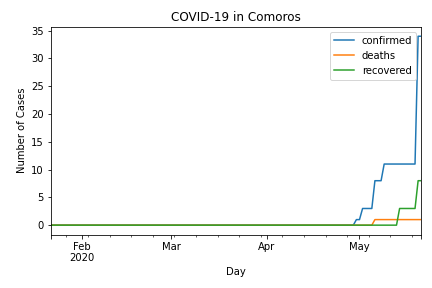 COVID-19 in Comoros
confirmed
deaths
recovered
Number of Cases
35
30
25
20
15
10
5
0
Feb
2020
Mar
Apr
May
Day